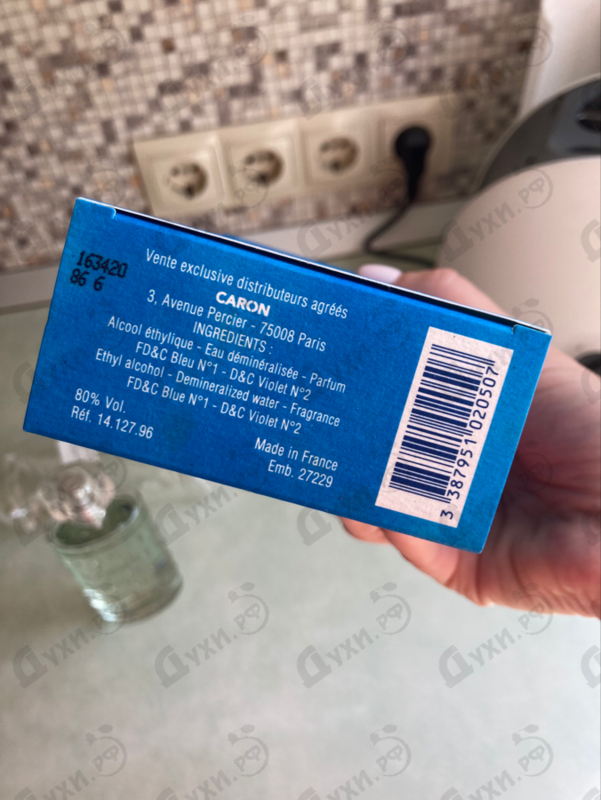 163420
86 6
Vente exclusive distributeurs agréés
CARON
3, Avenue Percier - 75008 Paris
INGREDIENTS :
Alcool éthylique - Eau déminéralisée - Parfum
FD&C Bleu N°1 - D&C Violet N°2
Ethyl alcohol - Demineralized water - Fragrance
FD&C Blue N°1 - D&C Violet N°2
80% Vol.
Réf. 14.127.96
Made in France
Emb. 27229
3 387951 020507
Духи.рф